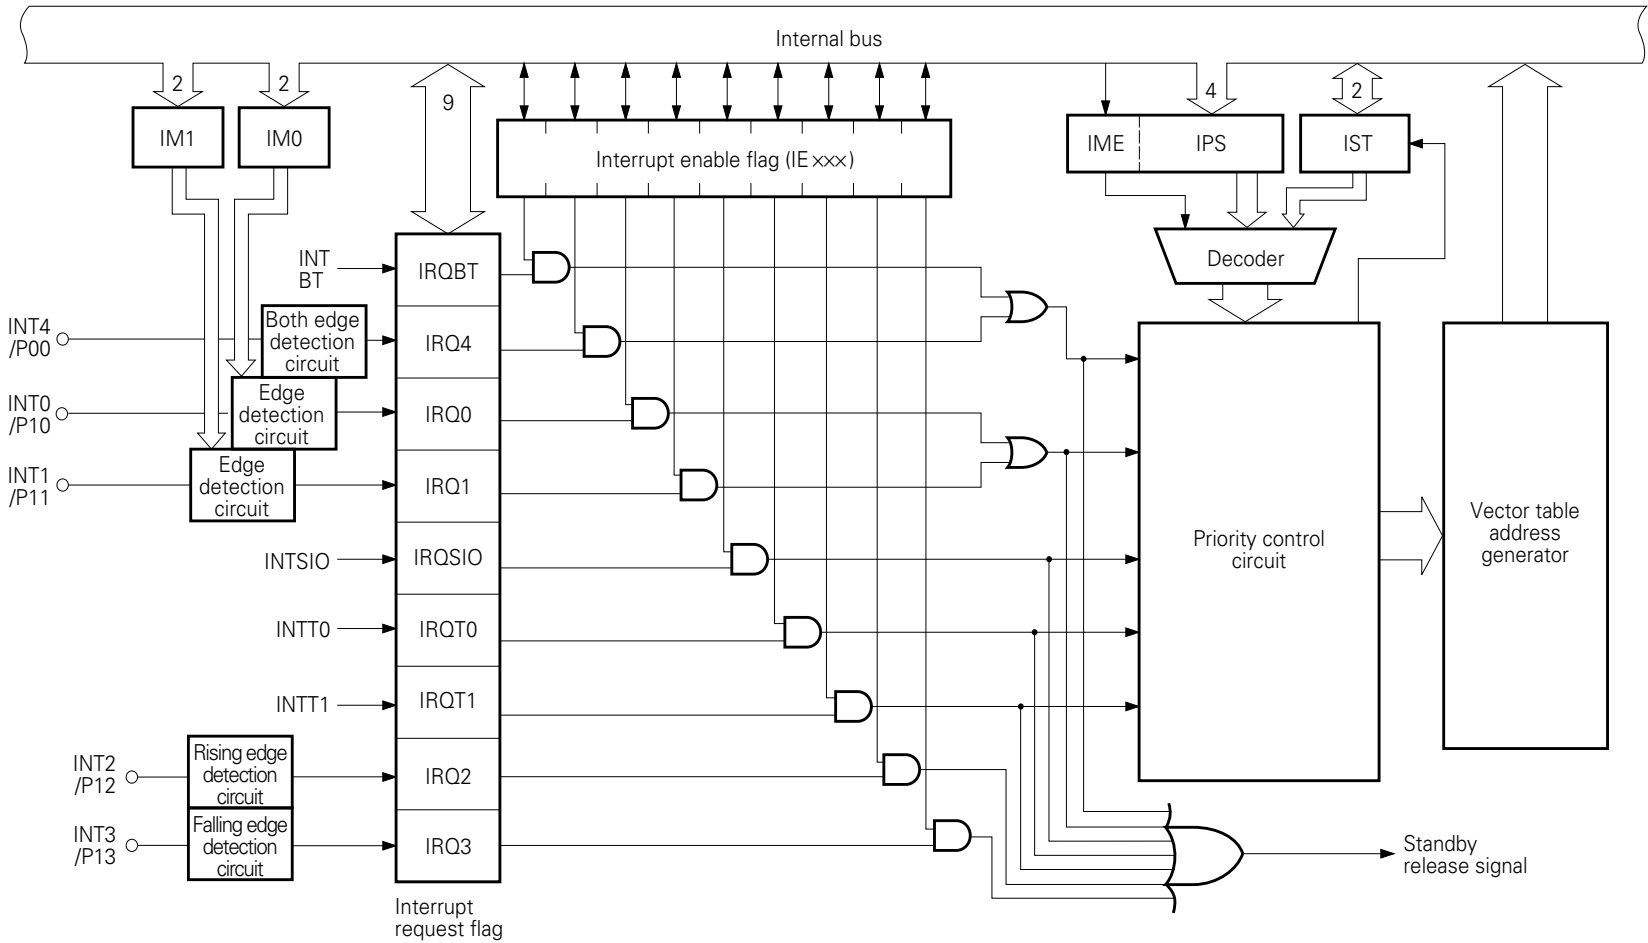 Internal bus
2
2
9
4
2
IM1
IM0
Interrupt enable flag (IE×××)
IME
IPS
IST
Decoder
INT
BT
IRQBT
INT4
/P00
Both edge
detection
circuit
IRQ4
INT0
/P10
Edge
detection
circuit
IRQ0
INT1
/P11
Edge
detection
circuit
IRQ1
INTSIO
IRQSIO
INTT0
IRQT0
INTT1
IRQT1
INT2
/P12
Rising edge
detection
circuit
IRQ2
INT3
/P13
Falling edge
detection
circuit
IRQ3
Interrupt
request flag
Priority control
circuit
Vector table
address
generator
Standby
release signal